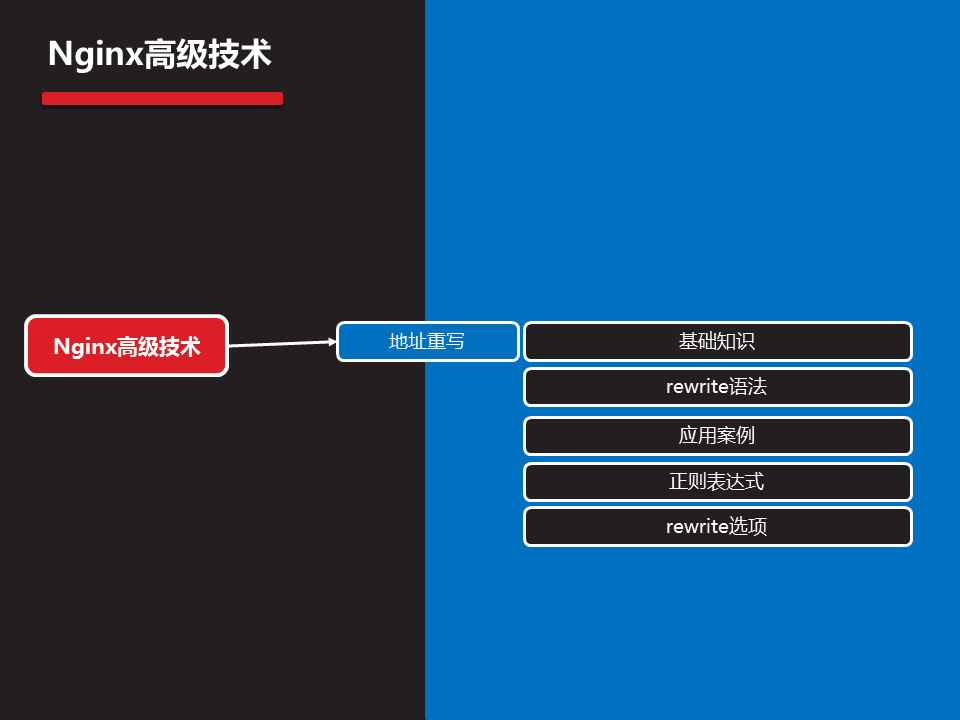 Nginx高级技术
Nginx高级技术
地址重写
基础知识
rewrite语法
应用案例
正则表达式
rewrite选项